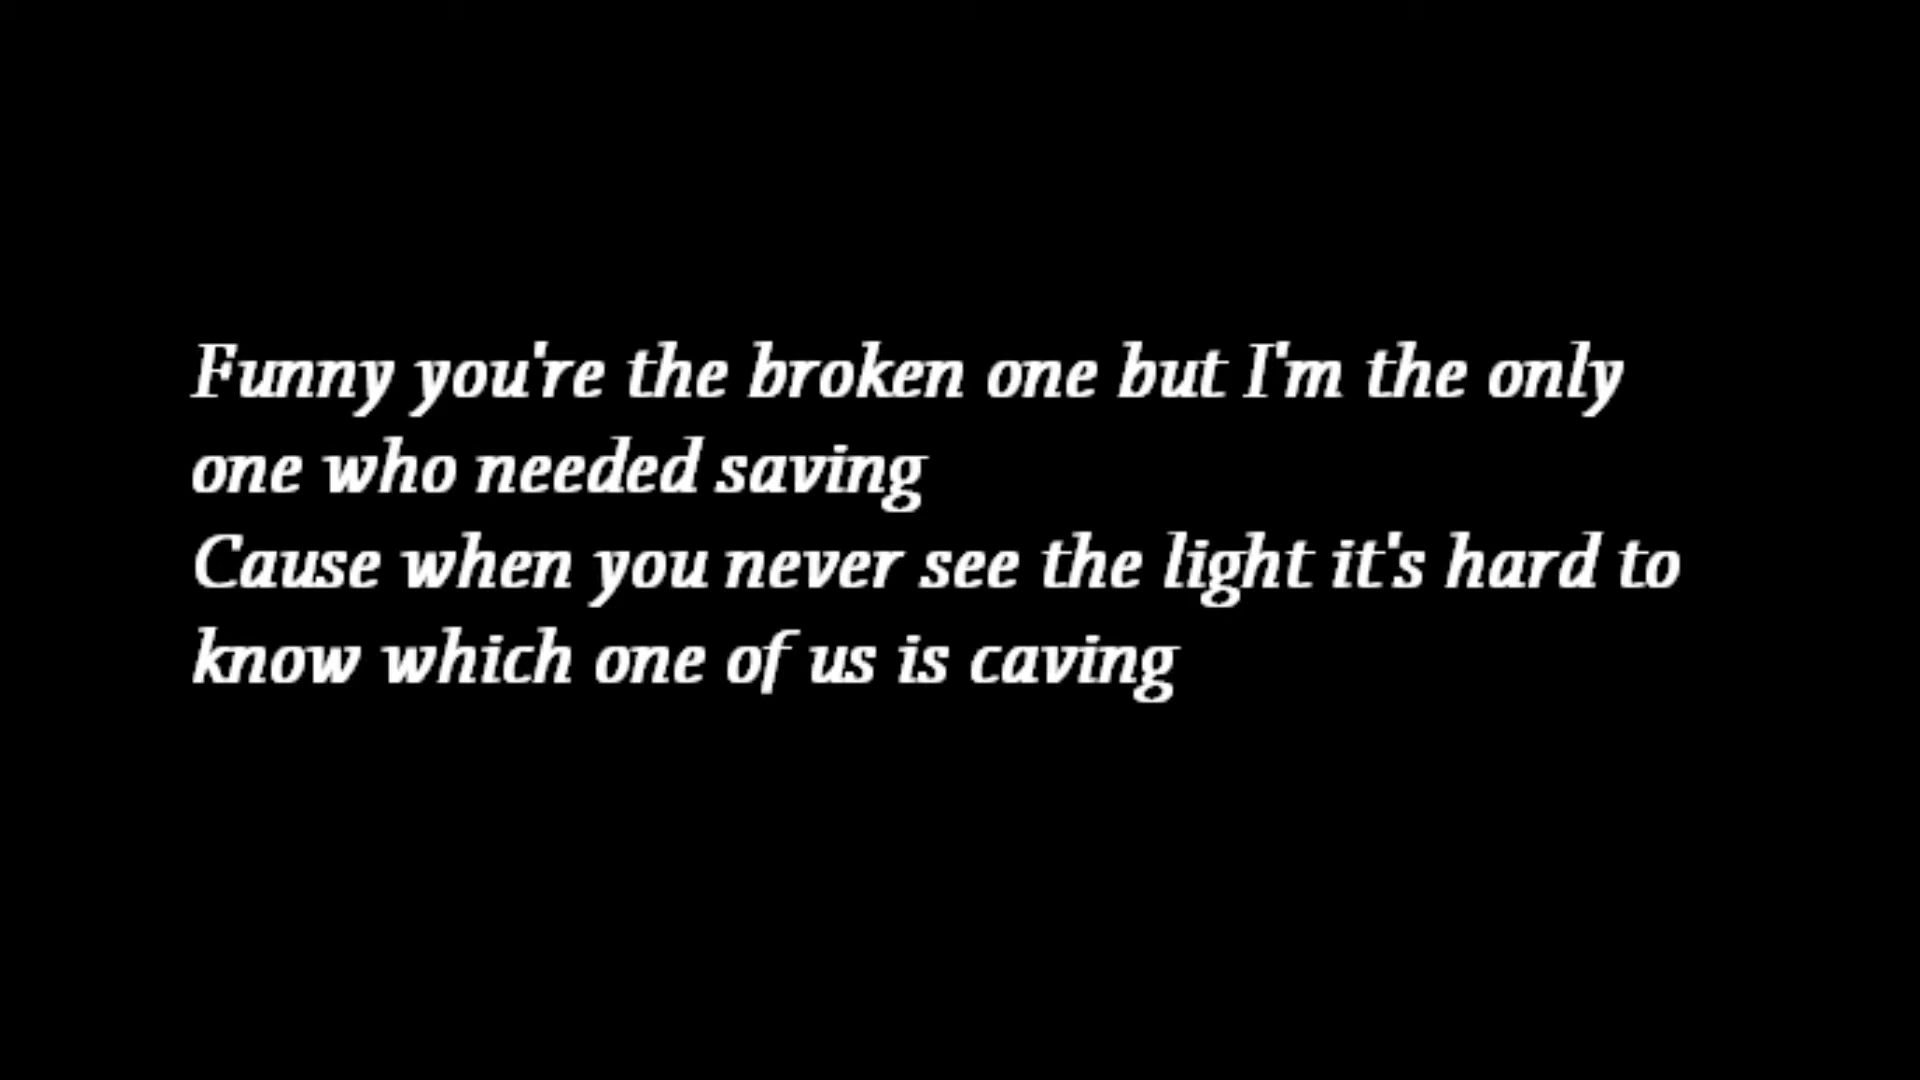 Funny you're the broken one but I'm the only
one who needed saving
Cause when you never see the light it's hard to
know which one of us is caving